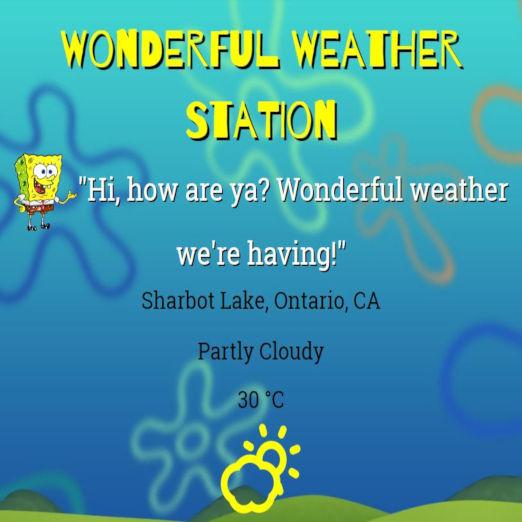 WONDERFUL WEATHER
STATION
"Hi, how are ya? Wonderful weather
we're having!"
Sharbot Lake, Ontario, CA
Partly Cloudy
30 °C